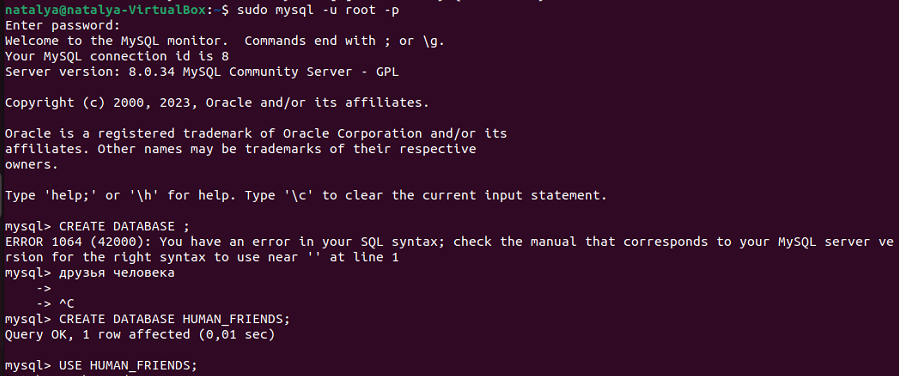 natalya@natalya-VirtualBox:~$ sudo mysql -u root -p
Enter password:
Welcome to the MySQL monitor.  Commands end with ; or \g.
Your MySQL connection id is 8
Server version: 8.0.34 MySQL Community Server - GPL
Copyright (c) 2000, 2023, Oracle and/or its affiliates.
Oracle is a registered trademark of Oracle Corporation and/or its
affiliates. Other names may be trademarks of their respective
owners.
Type 'help;' or '\h' for help. Type '\c' to clear the current input statement.
mysql> CREATE DATABASE ;
ERROR 1064 (42000): You have an error in your SQL syntax; check the manual that corresponds to your MySQL server ve
rsion for the right syntax to use near '' at line 1
mysql> друзья человека
    ->
    -> ^C
mysql> CREATE DATABASE HUMAN_FRIENDS;
Query OK, 1 row affected (0,01 sec)
mysql> USE HUMAN_FRIENDS;